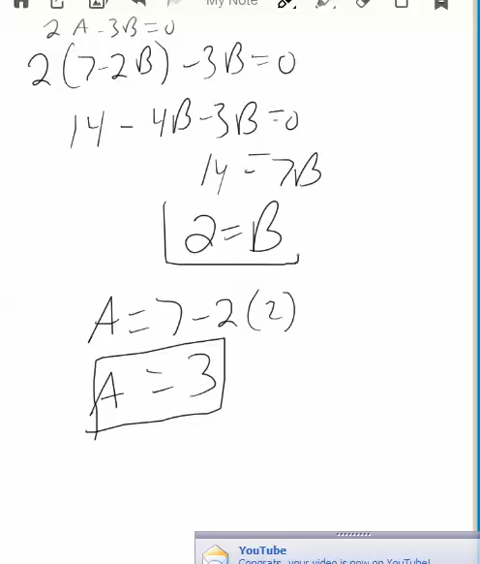 My Note
2A-3B=0
2(7-2B)-3B=0
14-4B-3B=0
14=7B
2=B
A=7-2(2)
A=3
YouTube
Congrats, your video is now on YouTube!